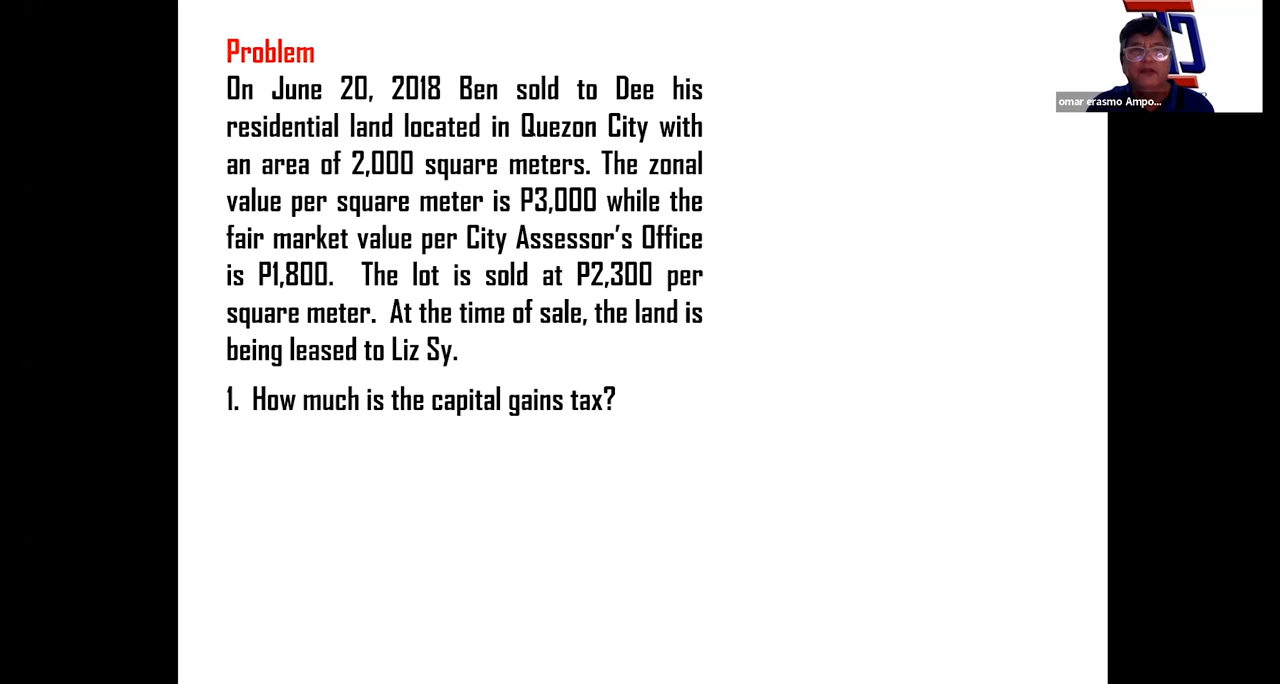 Problem
On June 20, 2018 Ben sold to Dee his
residential land located in Quezon City with
an area of 2,000 square meters. The zonal
value per square meter is P3,000 while the
fair market value per City Assessor's Office
is P1,800. The lot is sold at P2,300 per
square meter. At the time of sale, the land is
being leased to Liz Sy.
1. How much is the capital gains tax?
omar erasmo Ampo...